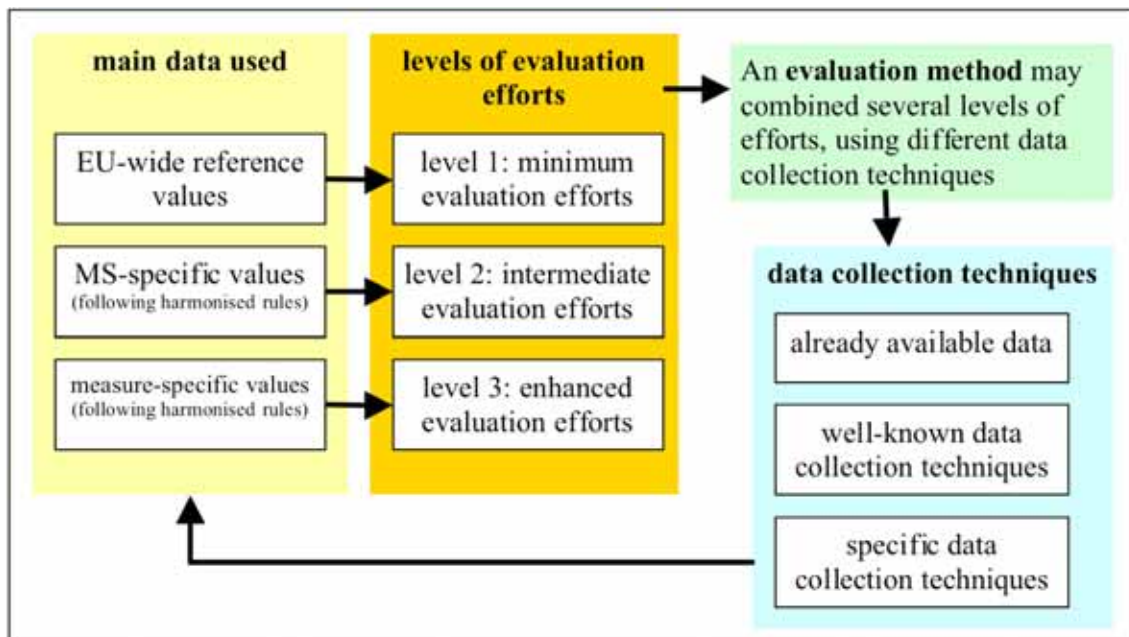 main data used
EU-wide reference
values
MS-specific values
(following harmonised rules)
measure-specific values
(following harmonised rules)
levels of evaluation
efforts
level 1: minimum
evaluation efforts
level 2: intermediate
evaluation efforts
level 3: enhanced
evaluation efforts
An evaluation method may
combined several levels of
efforts, using different data
collection techniques
data collection techniques
already available data
well-known data
collection techniques
specific data
collection techniques